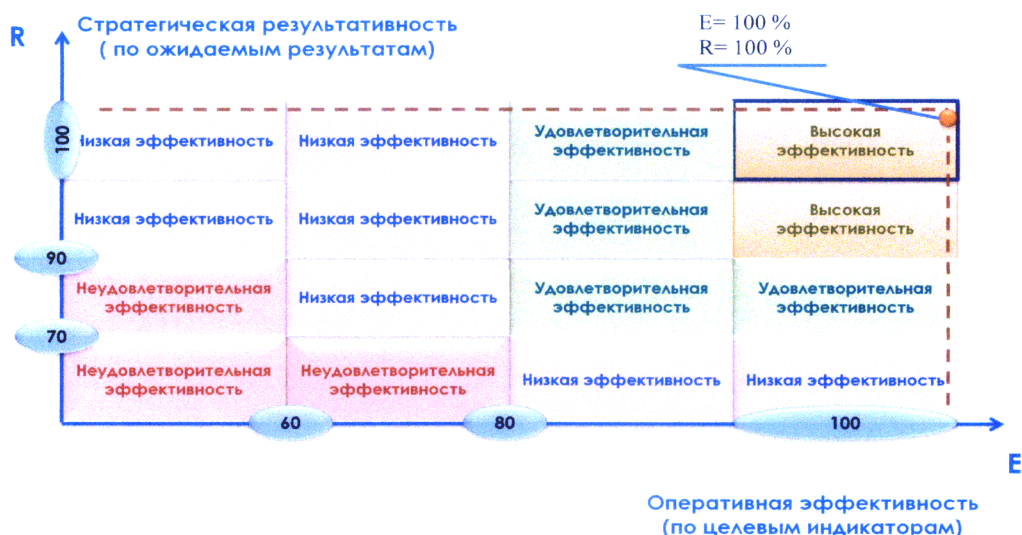 Стратегическая результативность
( по ожидаемым результатам)
R
E= 100 %
R= 100 %
100
Низкая эффективность
Низкая эффективность
Удовлетворительная
эффективность
Высокая
эффективность
Низкая эффективность
Низкая эффективность
Удовлетворительная
эффективность
Высокая
эффективность
90
Неудовлетворительная
эффективность
Низкая эффективность
Удовлетворительная
эффективность
Удовлетворительная
эффективность
70
Неудовлетворительная
эффективность
Неудовлетворительная
эффективность
Низкая эффективность
Низкая эффективность
60
80
100
E
Оперативная эффективность
(по целевым индикаторам)